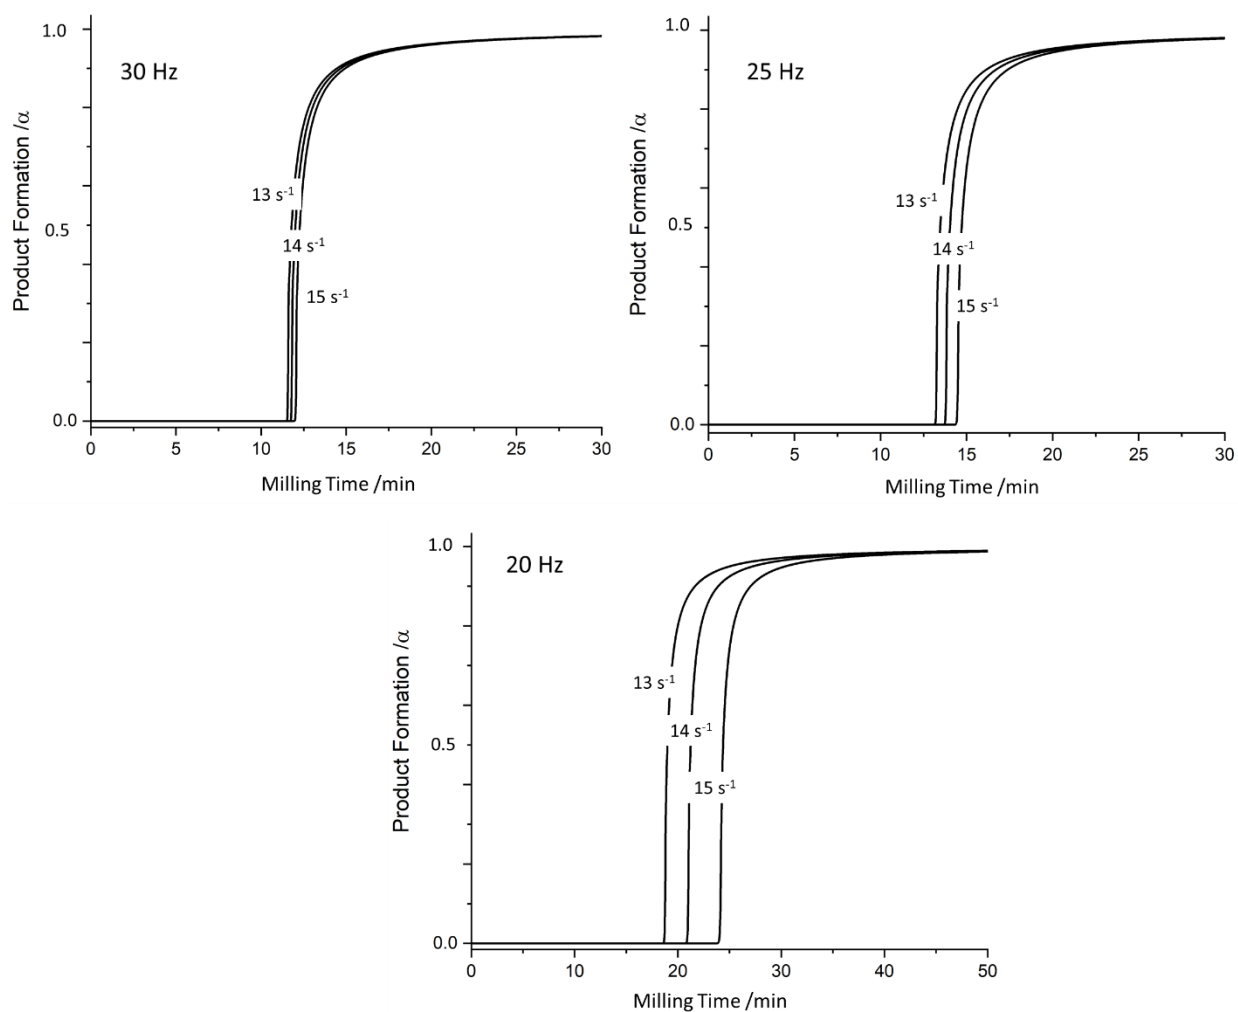 30 Hz
Product Formation /α
1.0
0.5
0.0
13 s⁻¹
14 s⁻¹
15 s⁻¹
0 5 10 15 20 25 30
Milling Time /min
25 Hz
Product Formation /α
1.0
0.5
0.0
13 s⁻¹
14 s⁻¹
15 s⁻¹
0 5 10 15 20 25 30
Milling Time /min
20 Hz
Product Formation /α
1.0
0.5
0.0
13 s⁻¹
14 s⁻¹
15 s⁻¹
0 10 20 30 40 50
Milling Time /min